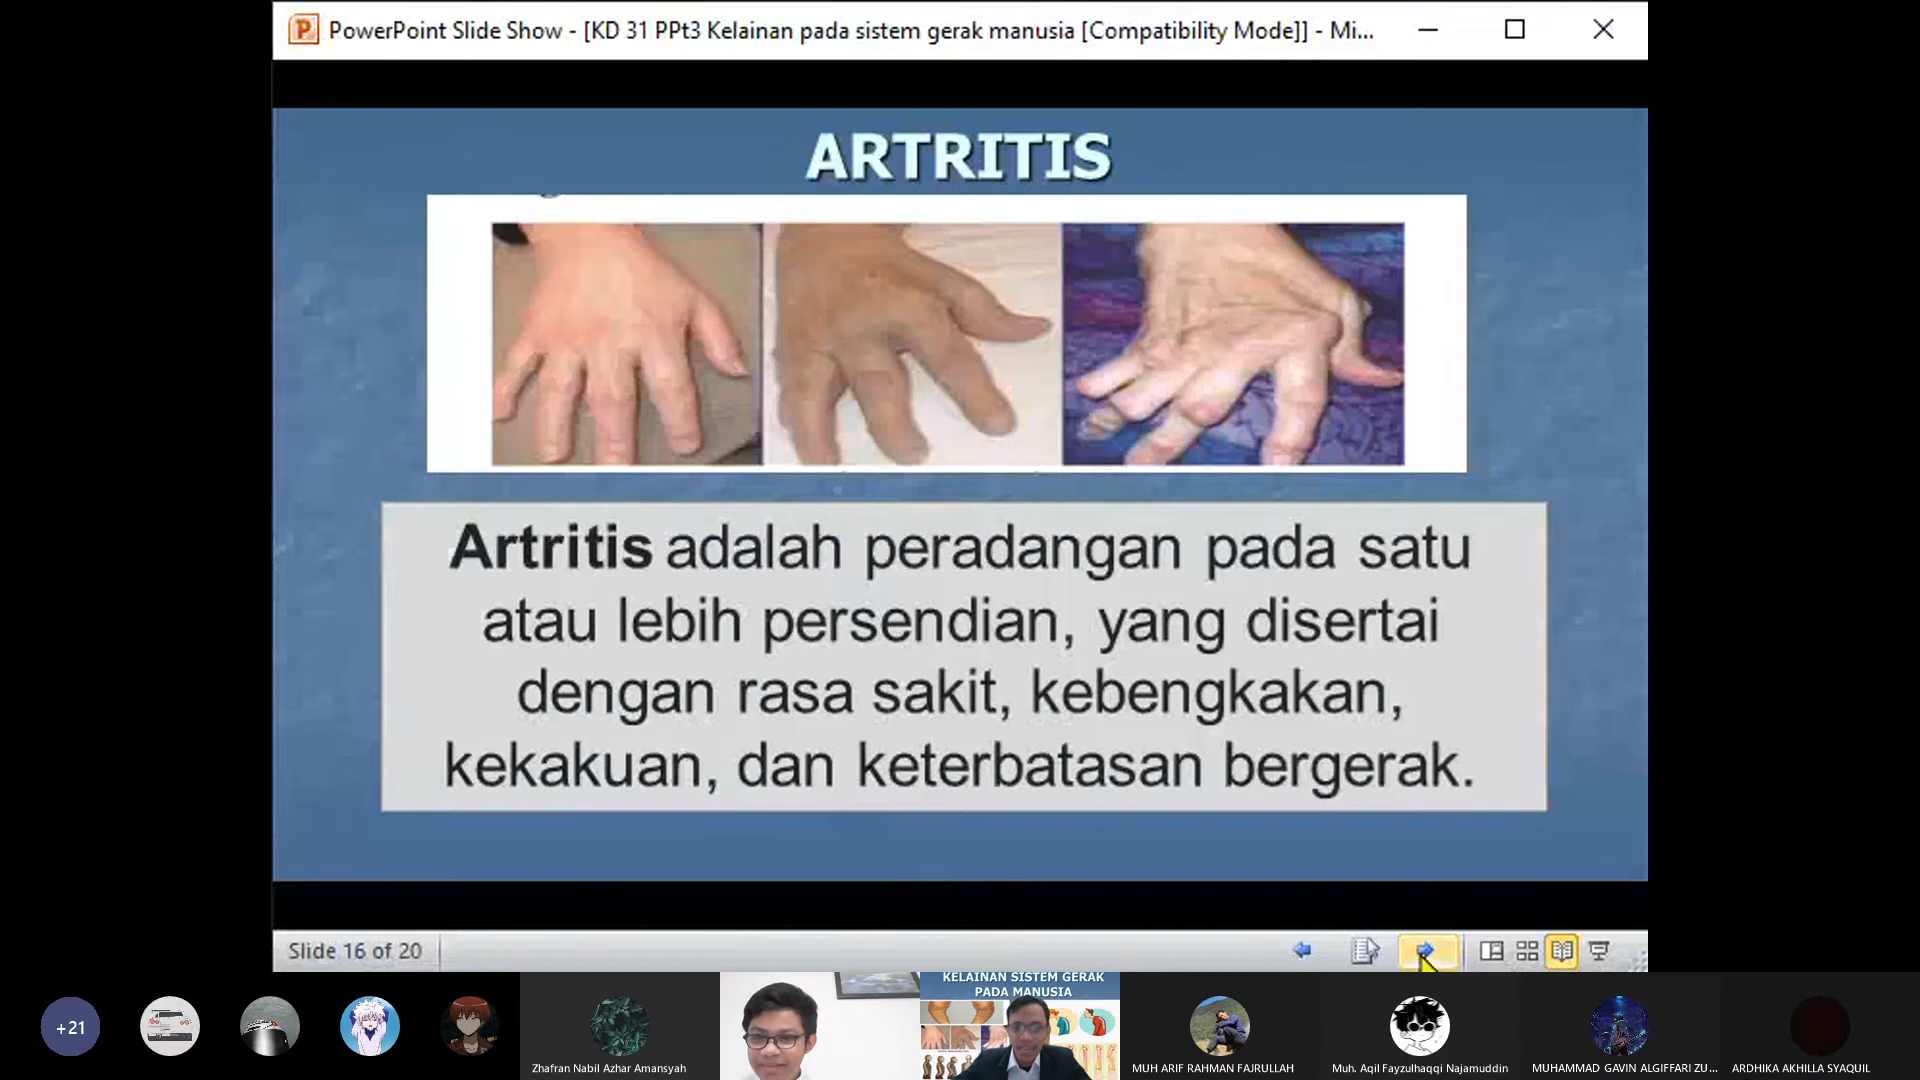 PowerPoint Slide Show - [KD 31 PPt3 Kelainan pada sistem gerak manusia [Compatibility Mode]] - Mi...
ARTRITIS
Artritis adalah peradangan pada satu
atau lebih persendian, yang disertai
dengan rasa sakit, kebengkakan,
kekakuan, dan keterbatasan bergerak.
Slide 16 of 20
+21
Zhafran Nabil Azhar Amansyah
KELAINAN SISTEM GERAK
PADA MANUSIA
MUH ARIF RAHMAN FAJRULLAH
Muh. Aqil Fayzulhaqqi Najamuddin
MUHAMMAD GAVIN ALGIFFARI ZU...
ARDHIKA AKHILLA SYAQUIL